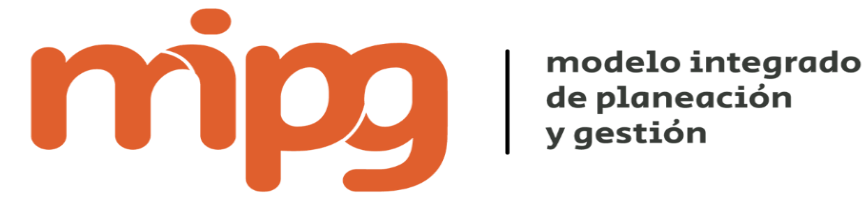 mipg
modelo integrado
de planeación
y gestión